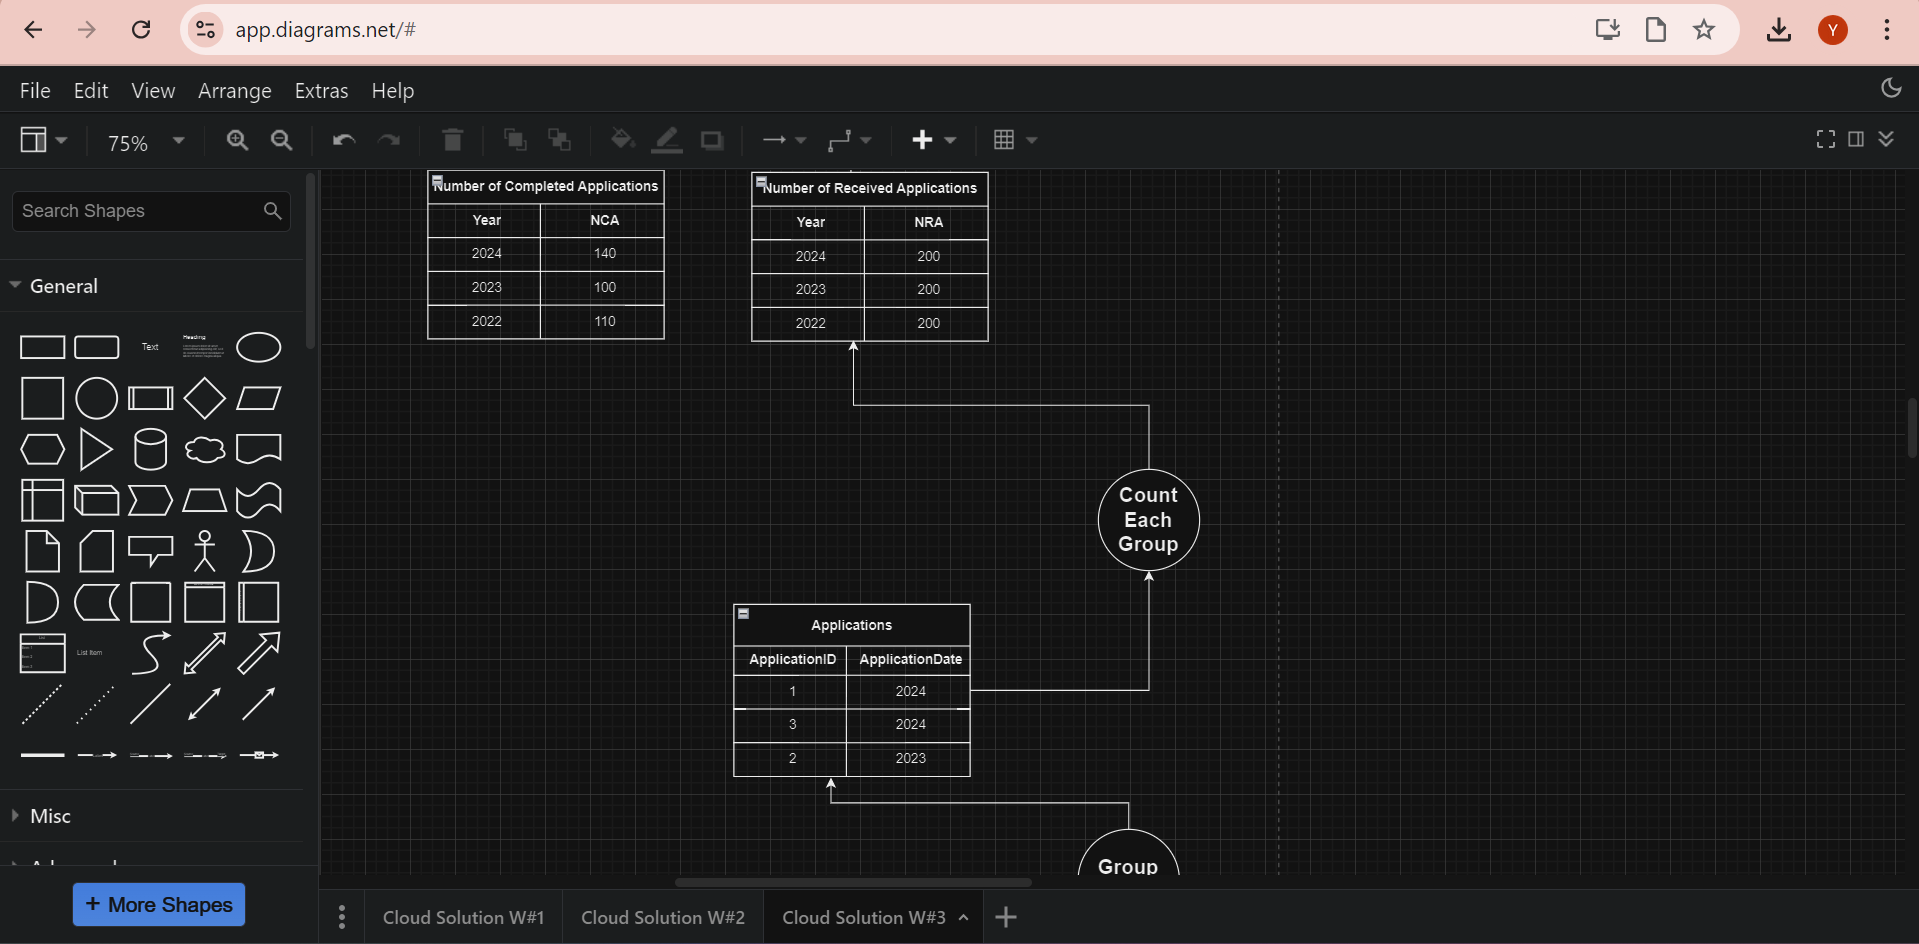 app.diagrams.net/#
Y
File Edit View Arrange Extras Help
75%
Search Shapes
General
Text
Heading
List Item
Misc
+ More Shapes
Number of Completed Applications
Year NCA
2024 140
2023 100
2022 110
Number of Received Applications
Year NRA
2024 200
2023 200
2022 200
Count
Each
Group
Applications
ApplicationID ApplicationDate
1 2024
3 2024
2 2023
Group
Cloud Solution W#1 Cloud Solution W#2 Cloud Solution W#3